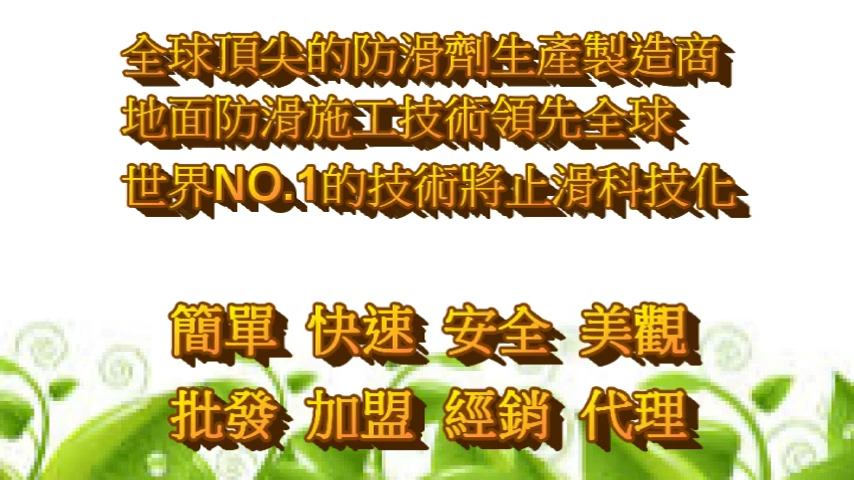 全球頂尖的防滑劑生產製造商
地面防滑施工技術領先全球
世界NO.1的技術將止滑科技化
簡單 快速 安全 美觀
批發 加盟 經銷 代理